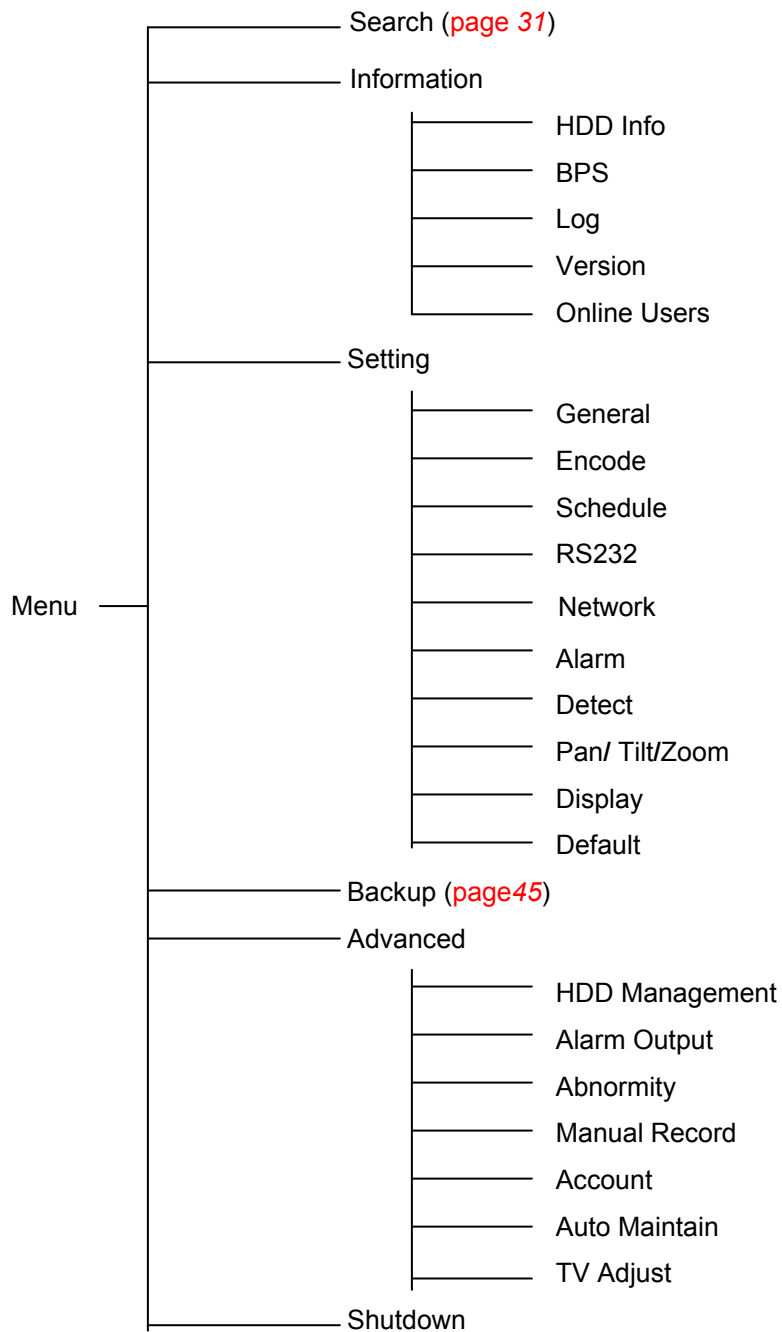 Search (page 31)
Information
HDD Info
BPS
Log
Version
Online Users
Setting
General
Encode
Schedule
RS232
Menu
Network
Alarm
Detect
Pan/ Tilt/Zoom
Display
Default
Backup (page45)
Advanced
HDD Management
Alarm Output
Abnormity
Manual Record
Account
Auto Maintain
TV Adjust
Shutdown